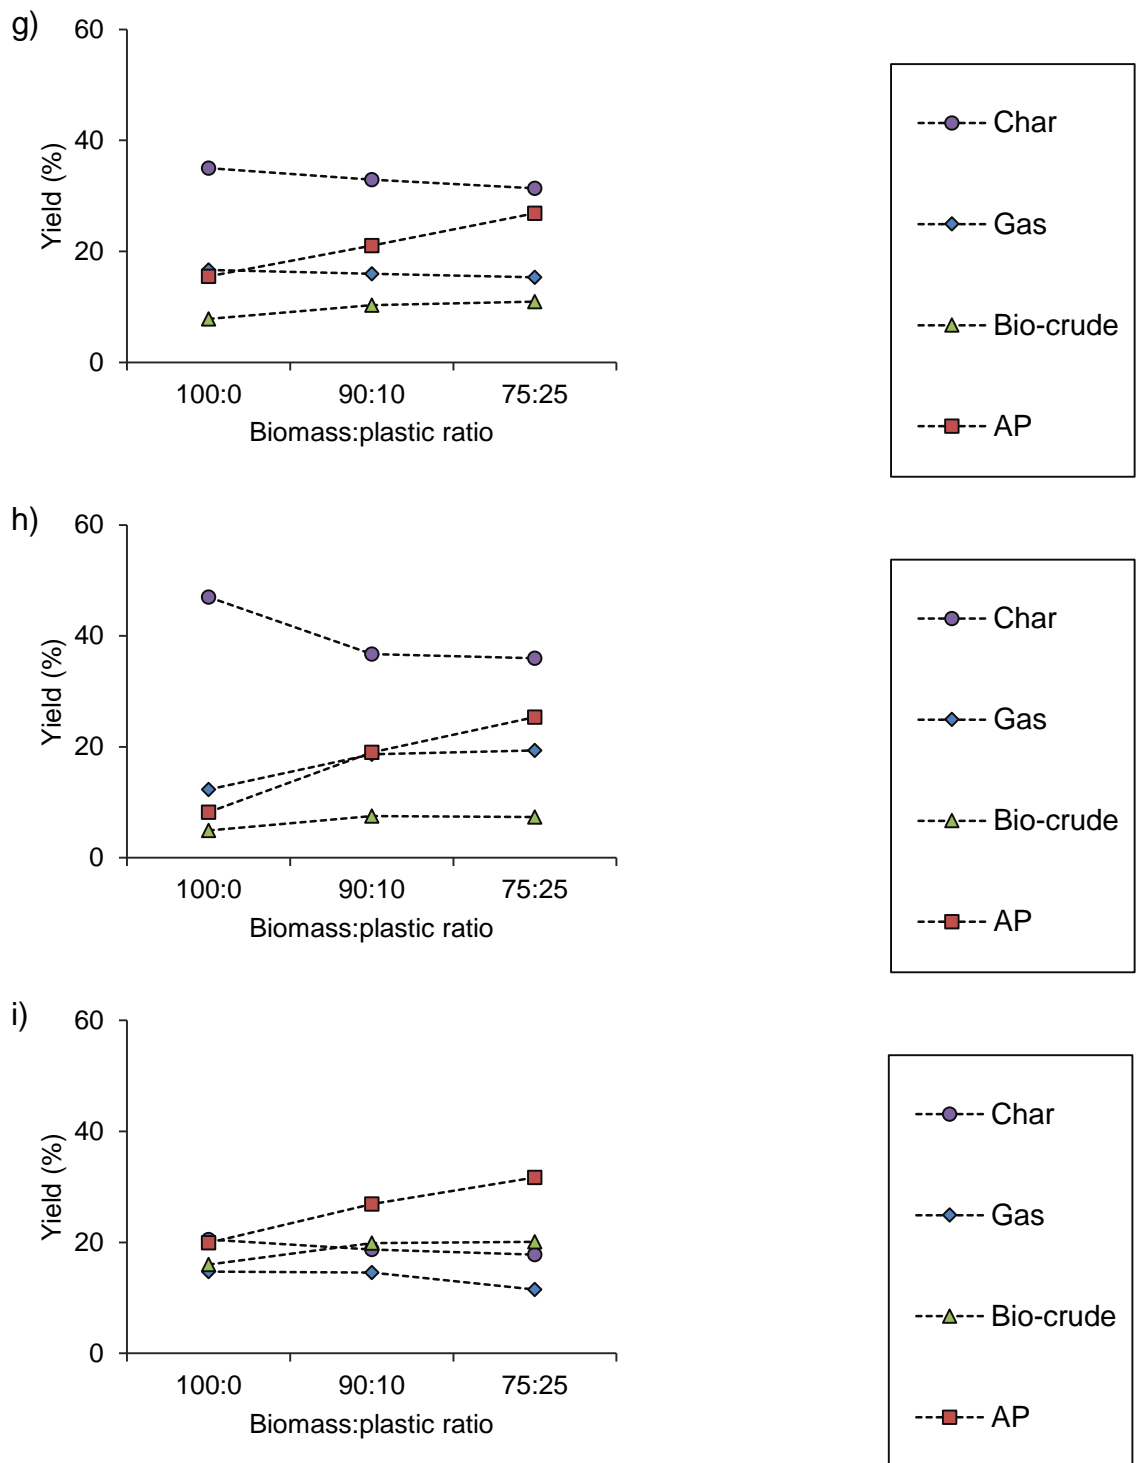 g)
60
40
20
0
Yield (%)
100:0 90:10 75:25
Biomass:plastic ratio
Char
Gas
Bio-crude
AP
h)
60
40
20
0
Yield (%)
100:0 90:10 75:25
Biomass:plastic ratio
Char
Gas
Bio-crude
AP
i)
60
40
20
0
Yield (%)
100:0 90:10 75:25
Biomass:plastic ratio
Char
Gas
Bio-crude
AP